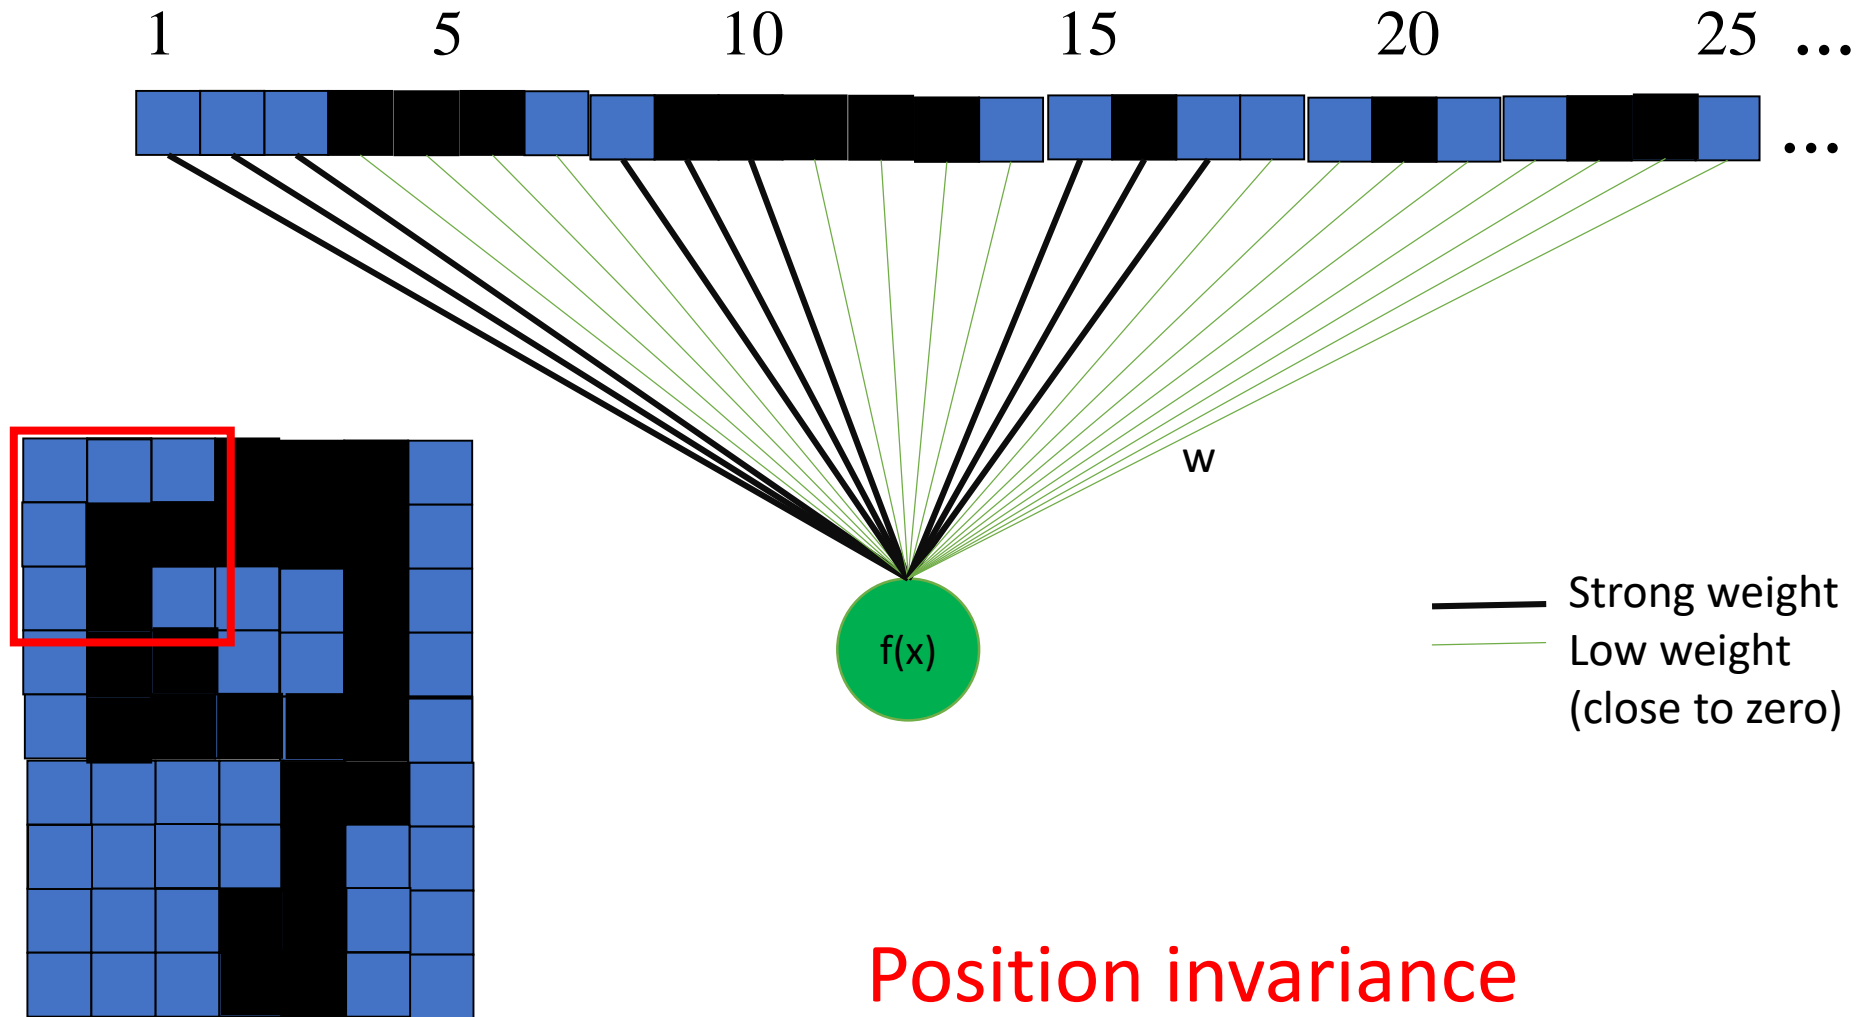 1 5 10 15 20 25 ...
...
w
f(x)
Strong weight
Low weight
(close to zero)
Position invariance